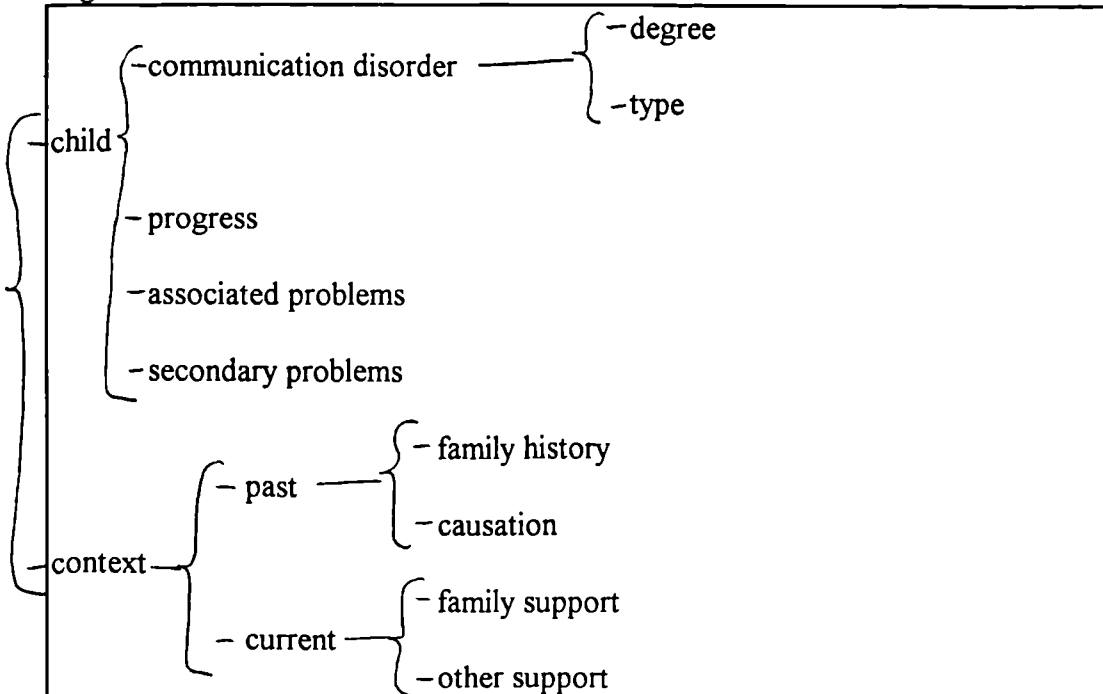 -degree
-communication disorder
-type
-child
-progress
-associated problems
-secondary problems
-family history
-past
-causation
-context
-family support
-current
-other support